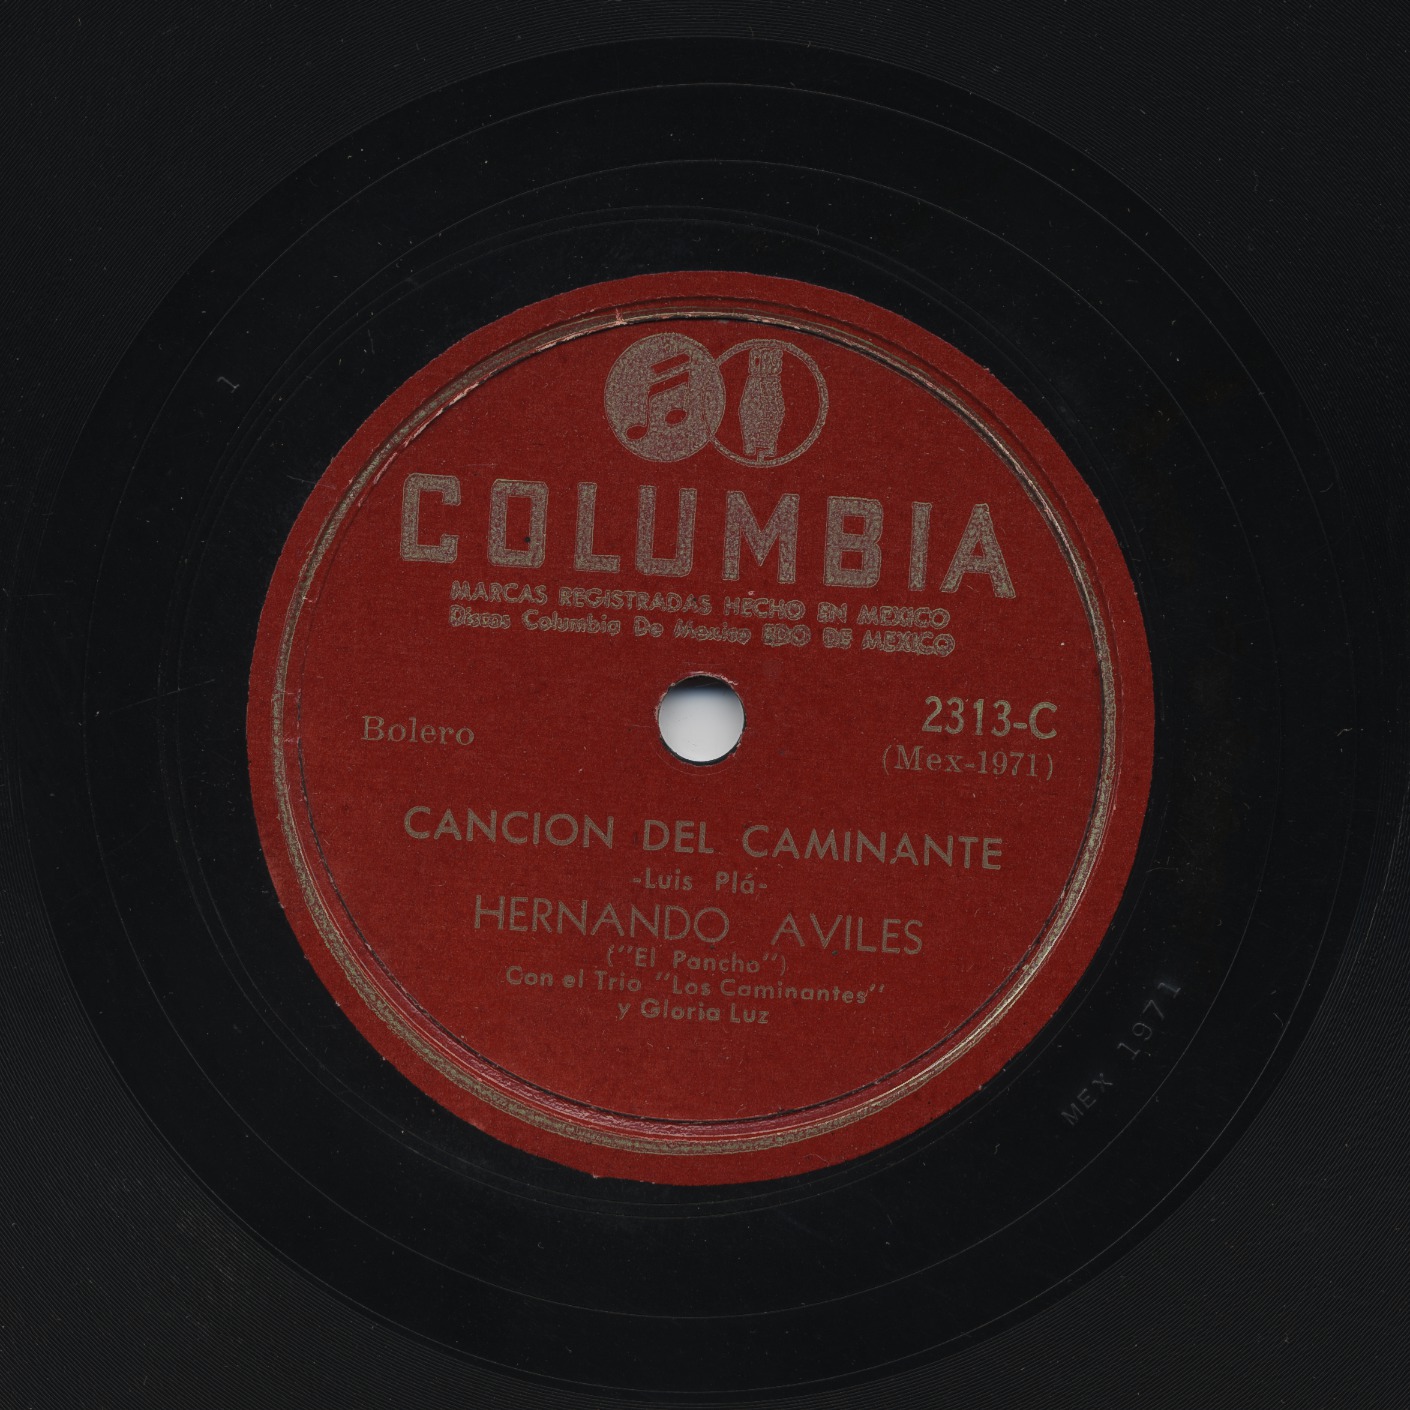 COLUMBIA
MARCAS REGISTRADAS HECHO EN MEXICO
Discos Columbia De Mexico EDO DE MEXICO
Bolero
2313-C
(Mex-1971)
CANCION DEL CAMINANTE
-Luis Plá-
HERNANDO AVILES
("El Pancho")
Con el Trio "Los Caminantes"
y Gloria Luz
1
MEX 1971